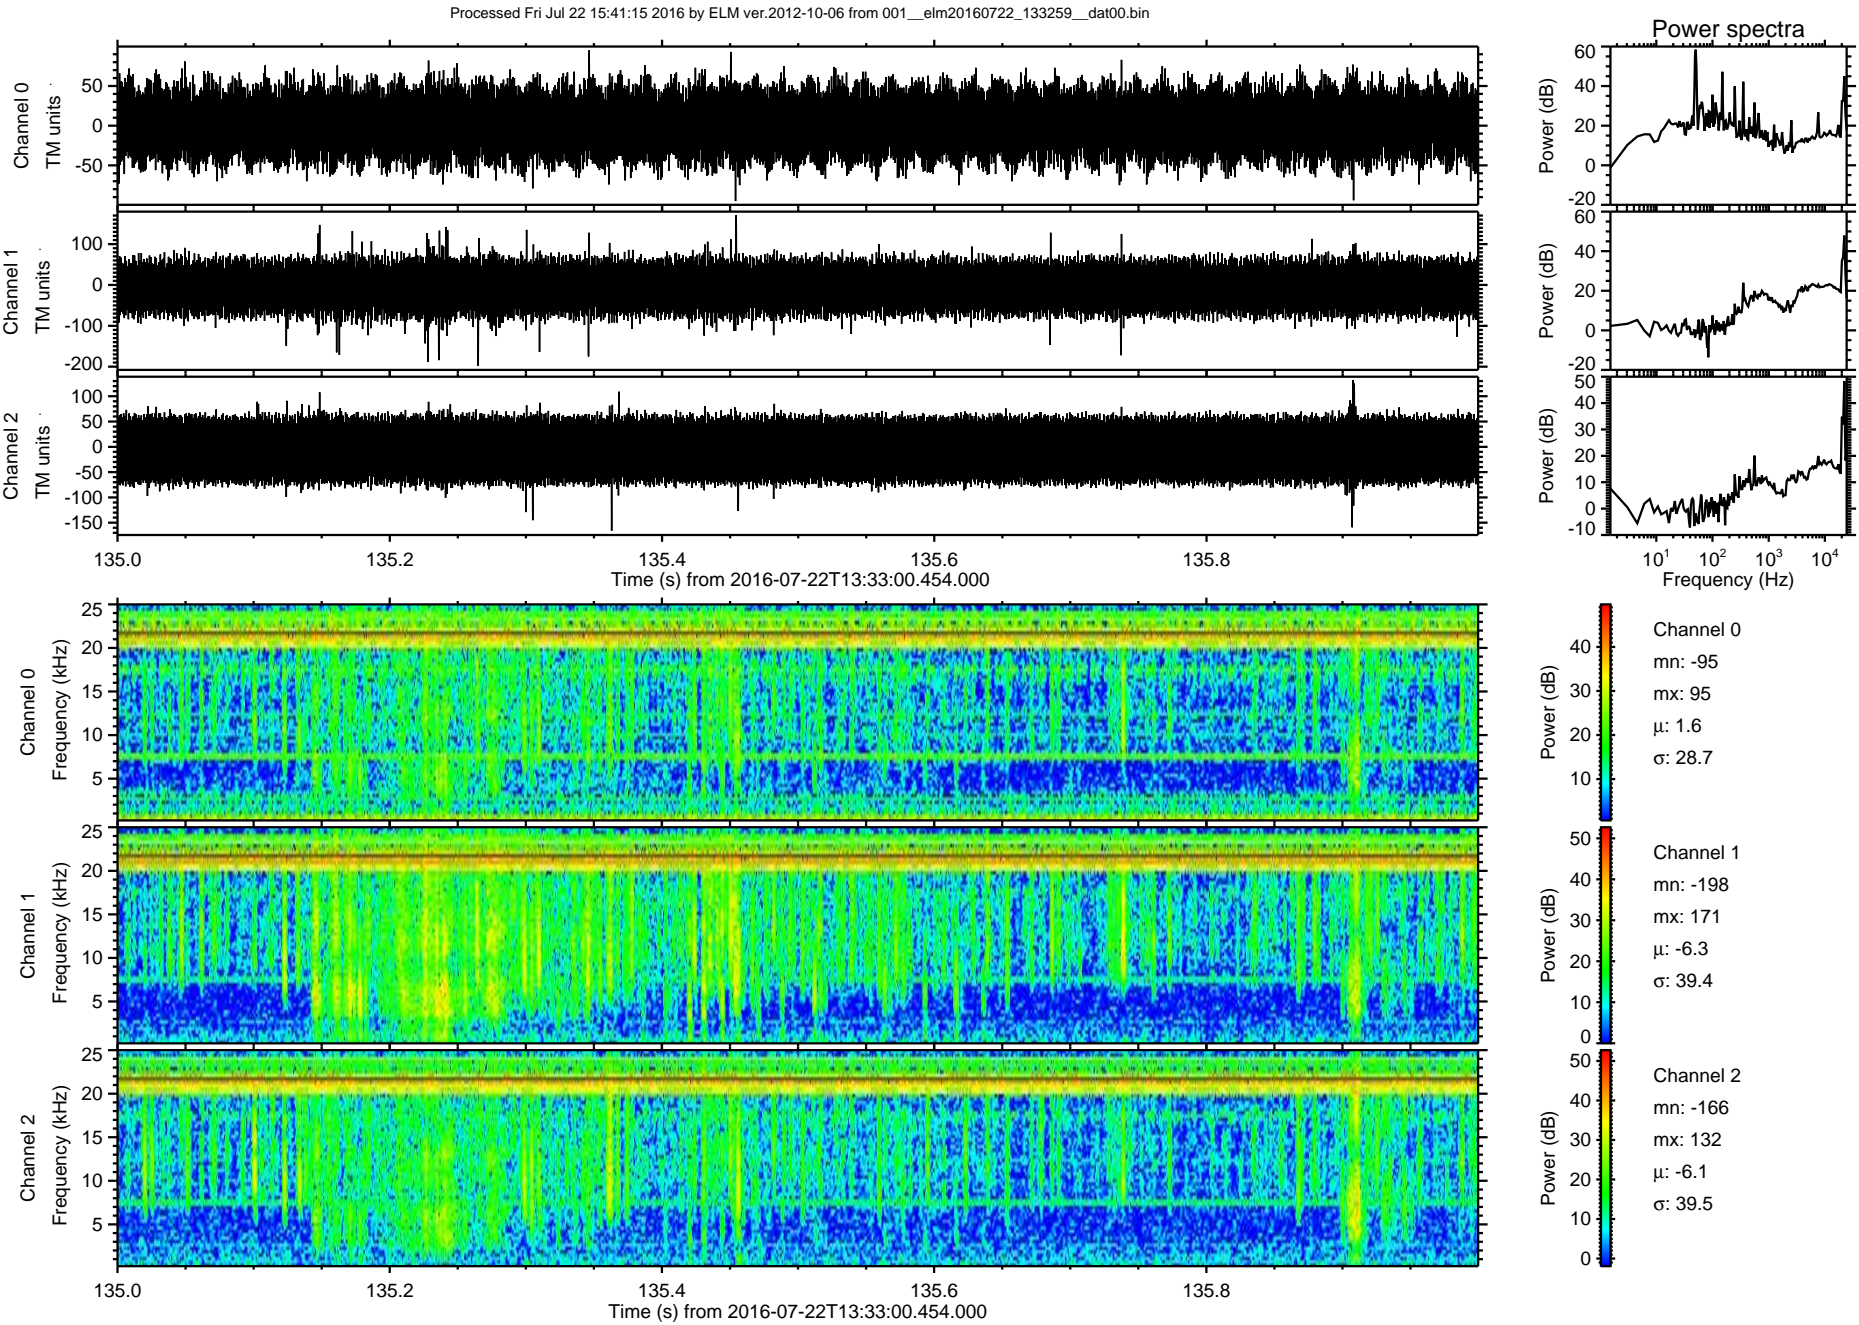 Processed Fri Jul 22 15:41:15 2016 by ELM ver.2012-10-06 from 001__elm20160722_133259__dat00.bin
Power spectra
Channel 0
TM units
50
0
-50
Power (dB)
60
40
20
0
-20
Channel 1
TM units
100
0
-100
-200
Power (dB)
60
40
20
0
-20
Channel 2
TM units
100
50
0
-50
-100
-150
Power (dB)
50
40
30
20
10
0
-10
135.0
135.2
135.4
135.6
135.8
Time (s) from 2016-07-22T13:33:00.454.000
10¹
10²
10³
10⁴
Frequency (Hz)
Channel 0
Frequency (kHz)
25
20
15
10
5
Power (dB)
40
30
20
10
Channel 0
mn: -95
mx: 95
μ: 1.6
σ: 28.7
Channel 1
Frequency (kHz)
25
20
15
10
5
Power (dB)
50
40
30
20
10
0
Channel 1
mn: -198
mx: 171
μ: -6.3
σ: 39.4
Channel 2
Frequency (kHz)
25
20
15
10
5
Power (dB)
50
40
30
20
10
0
Channel 2
mn: -166
mx: 132
μ: -6.1
σ: 39.5
135.0
135.2
135.4
135.6
135.8
Time (s) from 2016-07-22T13:33:00.454.000